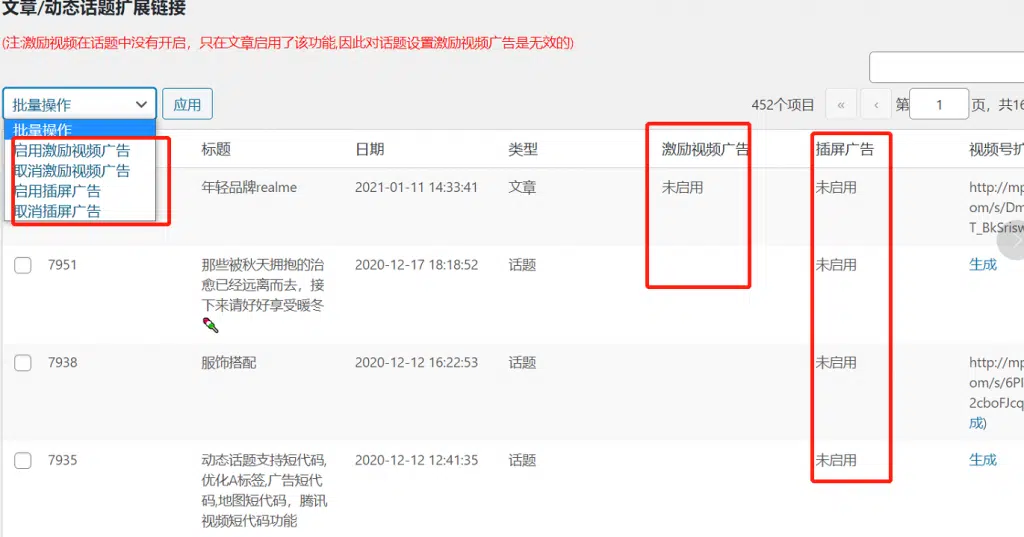 文章/动态话题扩展链接
(注:激励视频在话题中没有开启，只在文章启用了该功能,因此对话题设置激励视频广告是无效的)
批量操作
应用
452个项目 « ‹ 第 1 页，共16
批量操作
启用激励视频广告
取消激励视频广告
启用插屏广告
取消插屏广告
标题 日期 类型 激励视频广告 插屏广告 视频号扩
年轻品牌realme 2021-01-11 14:33:41 文章 未启用 未启用 http://mp
om/s/Dm
T_BkSrisw
7951 那些被秋天拥抱的治 2020-12-17 18:18:52 话题 未启用 生成
愈已经远离而去，接
下来请好好享受暖冬
7938 服饰搭配 2020-12-12 16:22:53 话题 未启用 http://mp
om/s/6PI
2cboFJcq
成)
7935 动态话题支持短代码, 2020-12-12 12:41:35 话题 未启用 生成
优化A标签,广告短代
码,地图短代码，腾讯
视频短代码功能